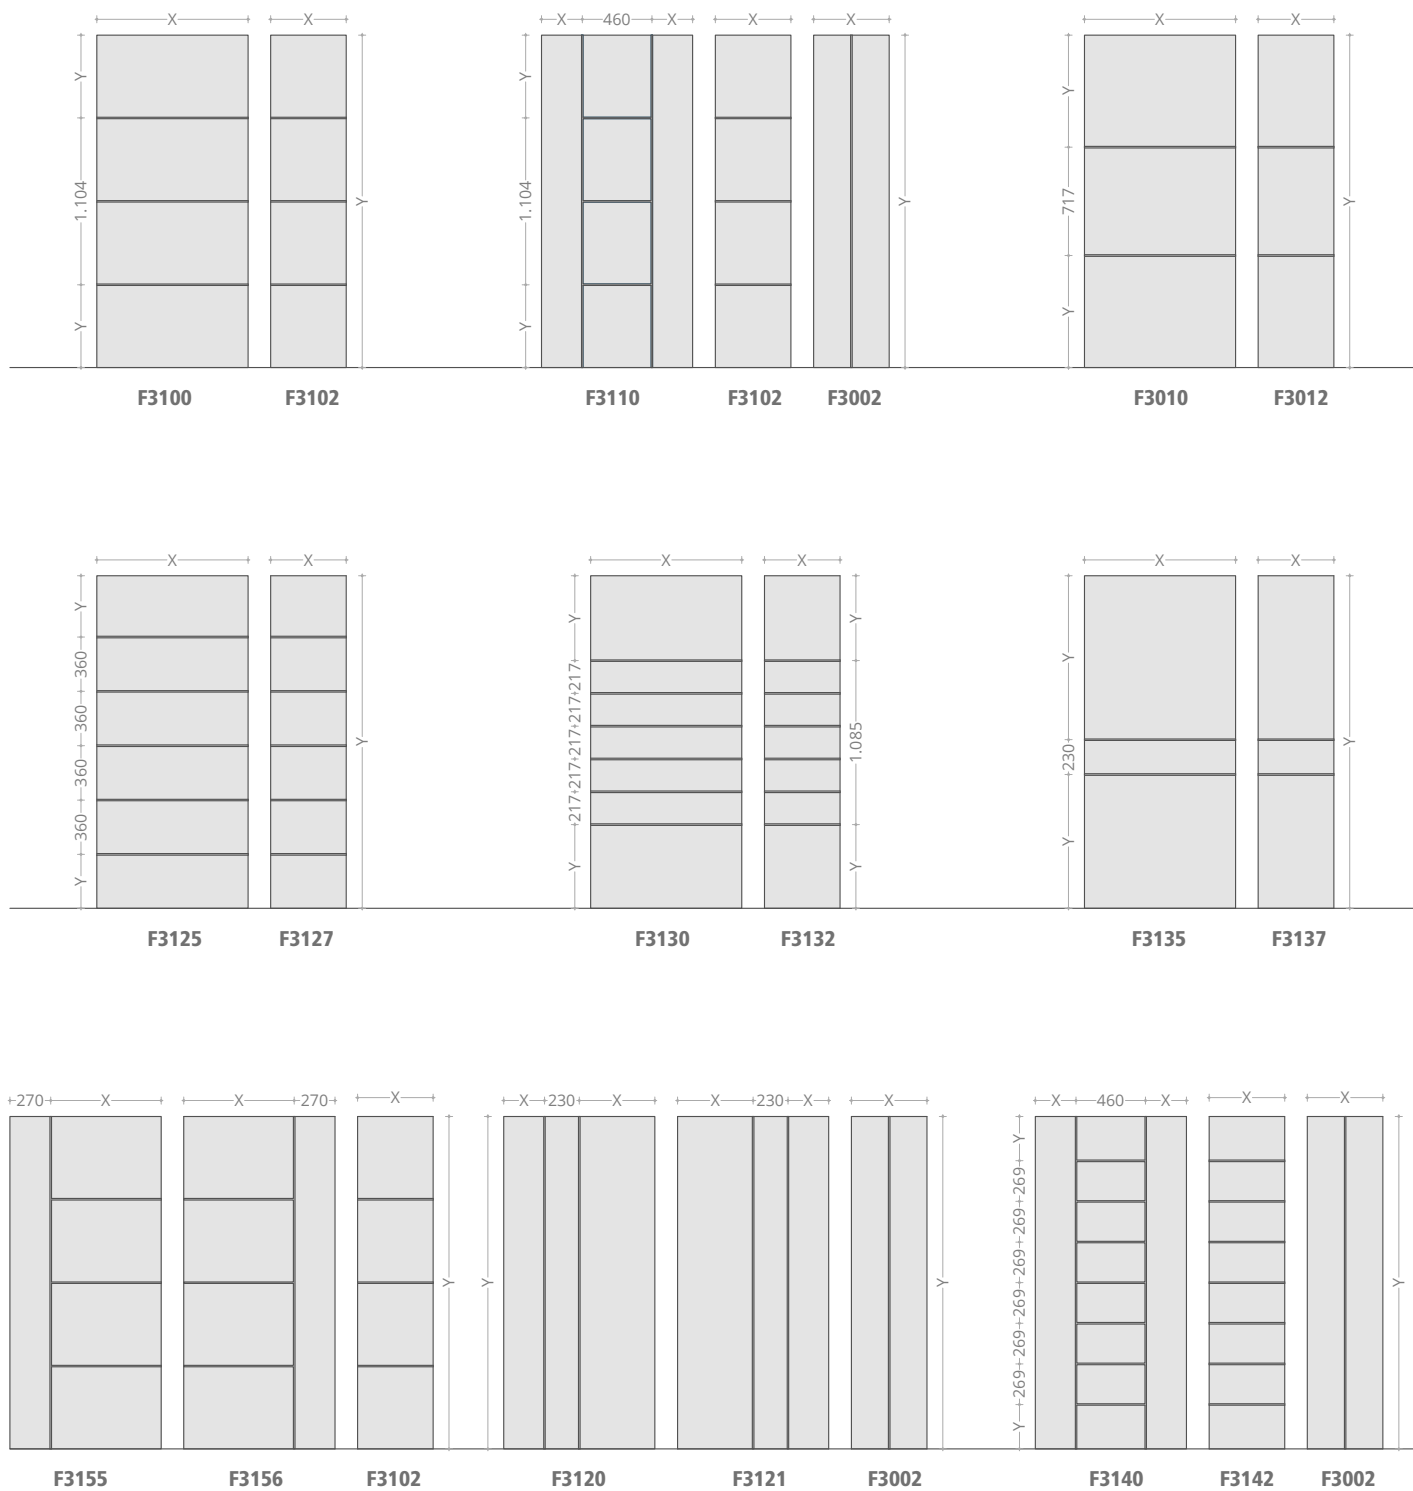 X X X 460 X X X X X
Y 1.104 Y Y
Y 1.104 Y Y
Y 717 Y Y
F3100 F3102 F3110 F3102 F3002 F3010 F3012
X X X X X X
Y 360 360 360 360 Y Y
Y 217 217 217 217 217 Y Y 1.085 Y
Y 230 Y Y
F3125 F3127 F3130 F3132 F3135 F3137
270 X X 270 X X 230 X X 230 X X X 460 X X X
Y Y Y
Y 269 269 269 269 269 269 Y Y
F3155 F3156 F3102 F3120 F3121 F3002 F3140 F3142 F3002